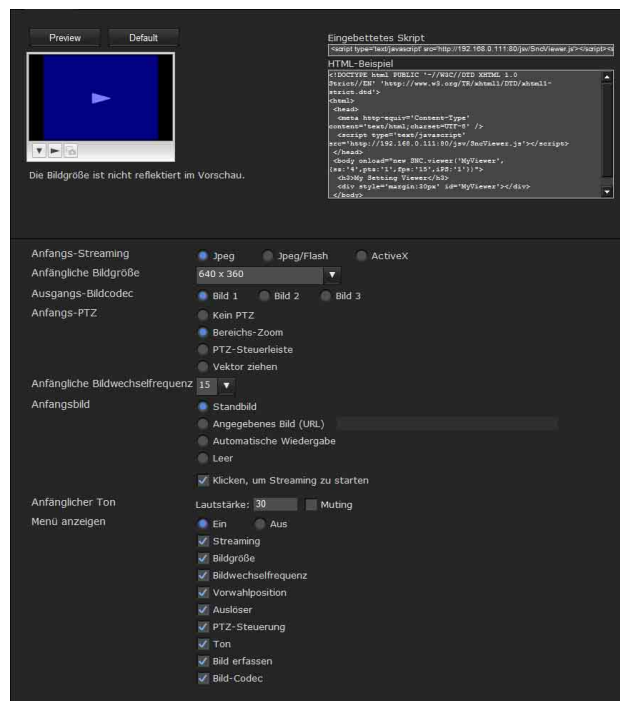 Preview Default
Eingebettetes Skript
<script type='text/javascript' src='http://192.168.0.111:80/jsv/SncViewer.js'></script><s
HTML-Beispiel
<!DOCTYPE html PUBLIC '-//W3C//DTD XHTML 1.0
Strict//EN' 'http://www.w3.org/TR/xhtml1/DTD/xhtml1-
strict.dtd'>
<html>
<head>
<meta http-equiv='Content-Type'
content='text/html;charset=UTF-8' />
<script type='text/javascript'
src='http://192.168.0.111:80/jsv/SncViewer.js'></script>
</head>
<body onload="new SNC.viewer('MyViewer',
{ss:'4',ptz:'1',fps:'15',iPS:'1'})">
<h3>My Setting Viewer</h3>
<div style='margin:30px' id='MyViewer'></div>
</body>
Die Bildgröße ist nicht reflektiert im Vorschau.
Anfangs-Streaming Jpeg Jpeg/Flash ActiveX
Anfängliche Bildgröße 640 x 360
Ausgangs-Bildcodec Bild 1 Bild 2 Bild 3
Anfangs-PTZ Kein PTZ
Bereichs-Zoom
PTZ-Steuerleiste
Vektor ziehen
Anfängliche Bildwechselfrequenz 15
Anfangsbild Standbild
Angegebenes Bild (URL)
Automatische Wiedergabe
Leer
Klicken, um Streaming zu starten
Anfänglicher Ton Lautstärke: 30 Muting
Menü anzeigen Ein Aus
Streaming
Bildgröße
Bildwechselfrequenz
Vorwahlposition
Auslöser
PTZ-Steuerung
Ton
Bild erfassen
Bild-Codec